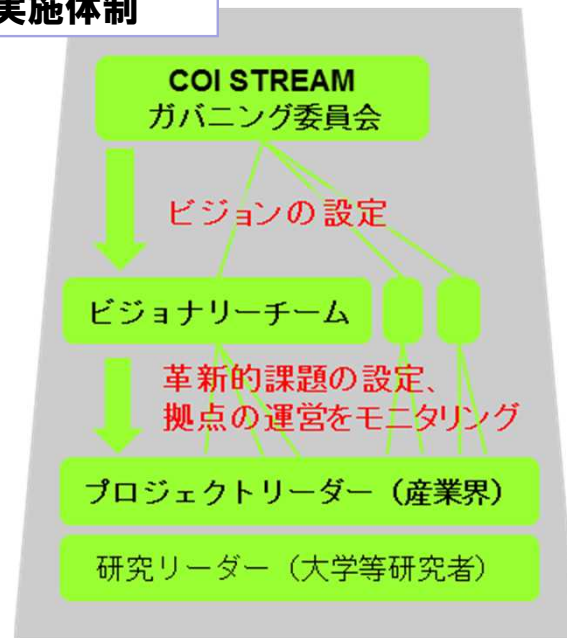 実施体制
COI STREAM
ガバニング委員会
ビジョンの設定
ビジョナリーチーム
革新的課題の設定、
拠点の運営をモニタリング
プロジェクトリーダー（産業界）
研究リーダー（大学等研究者）